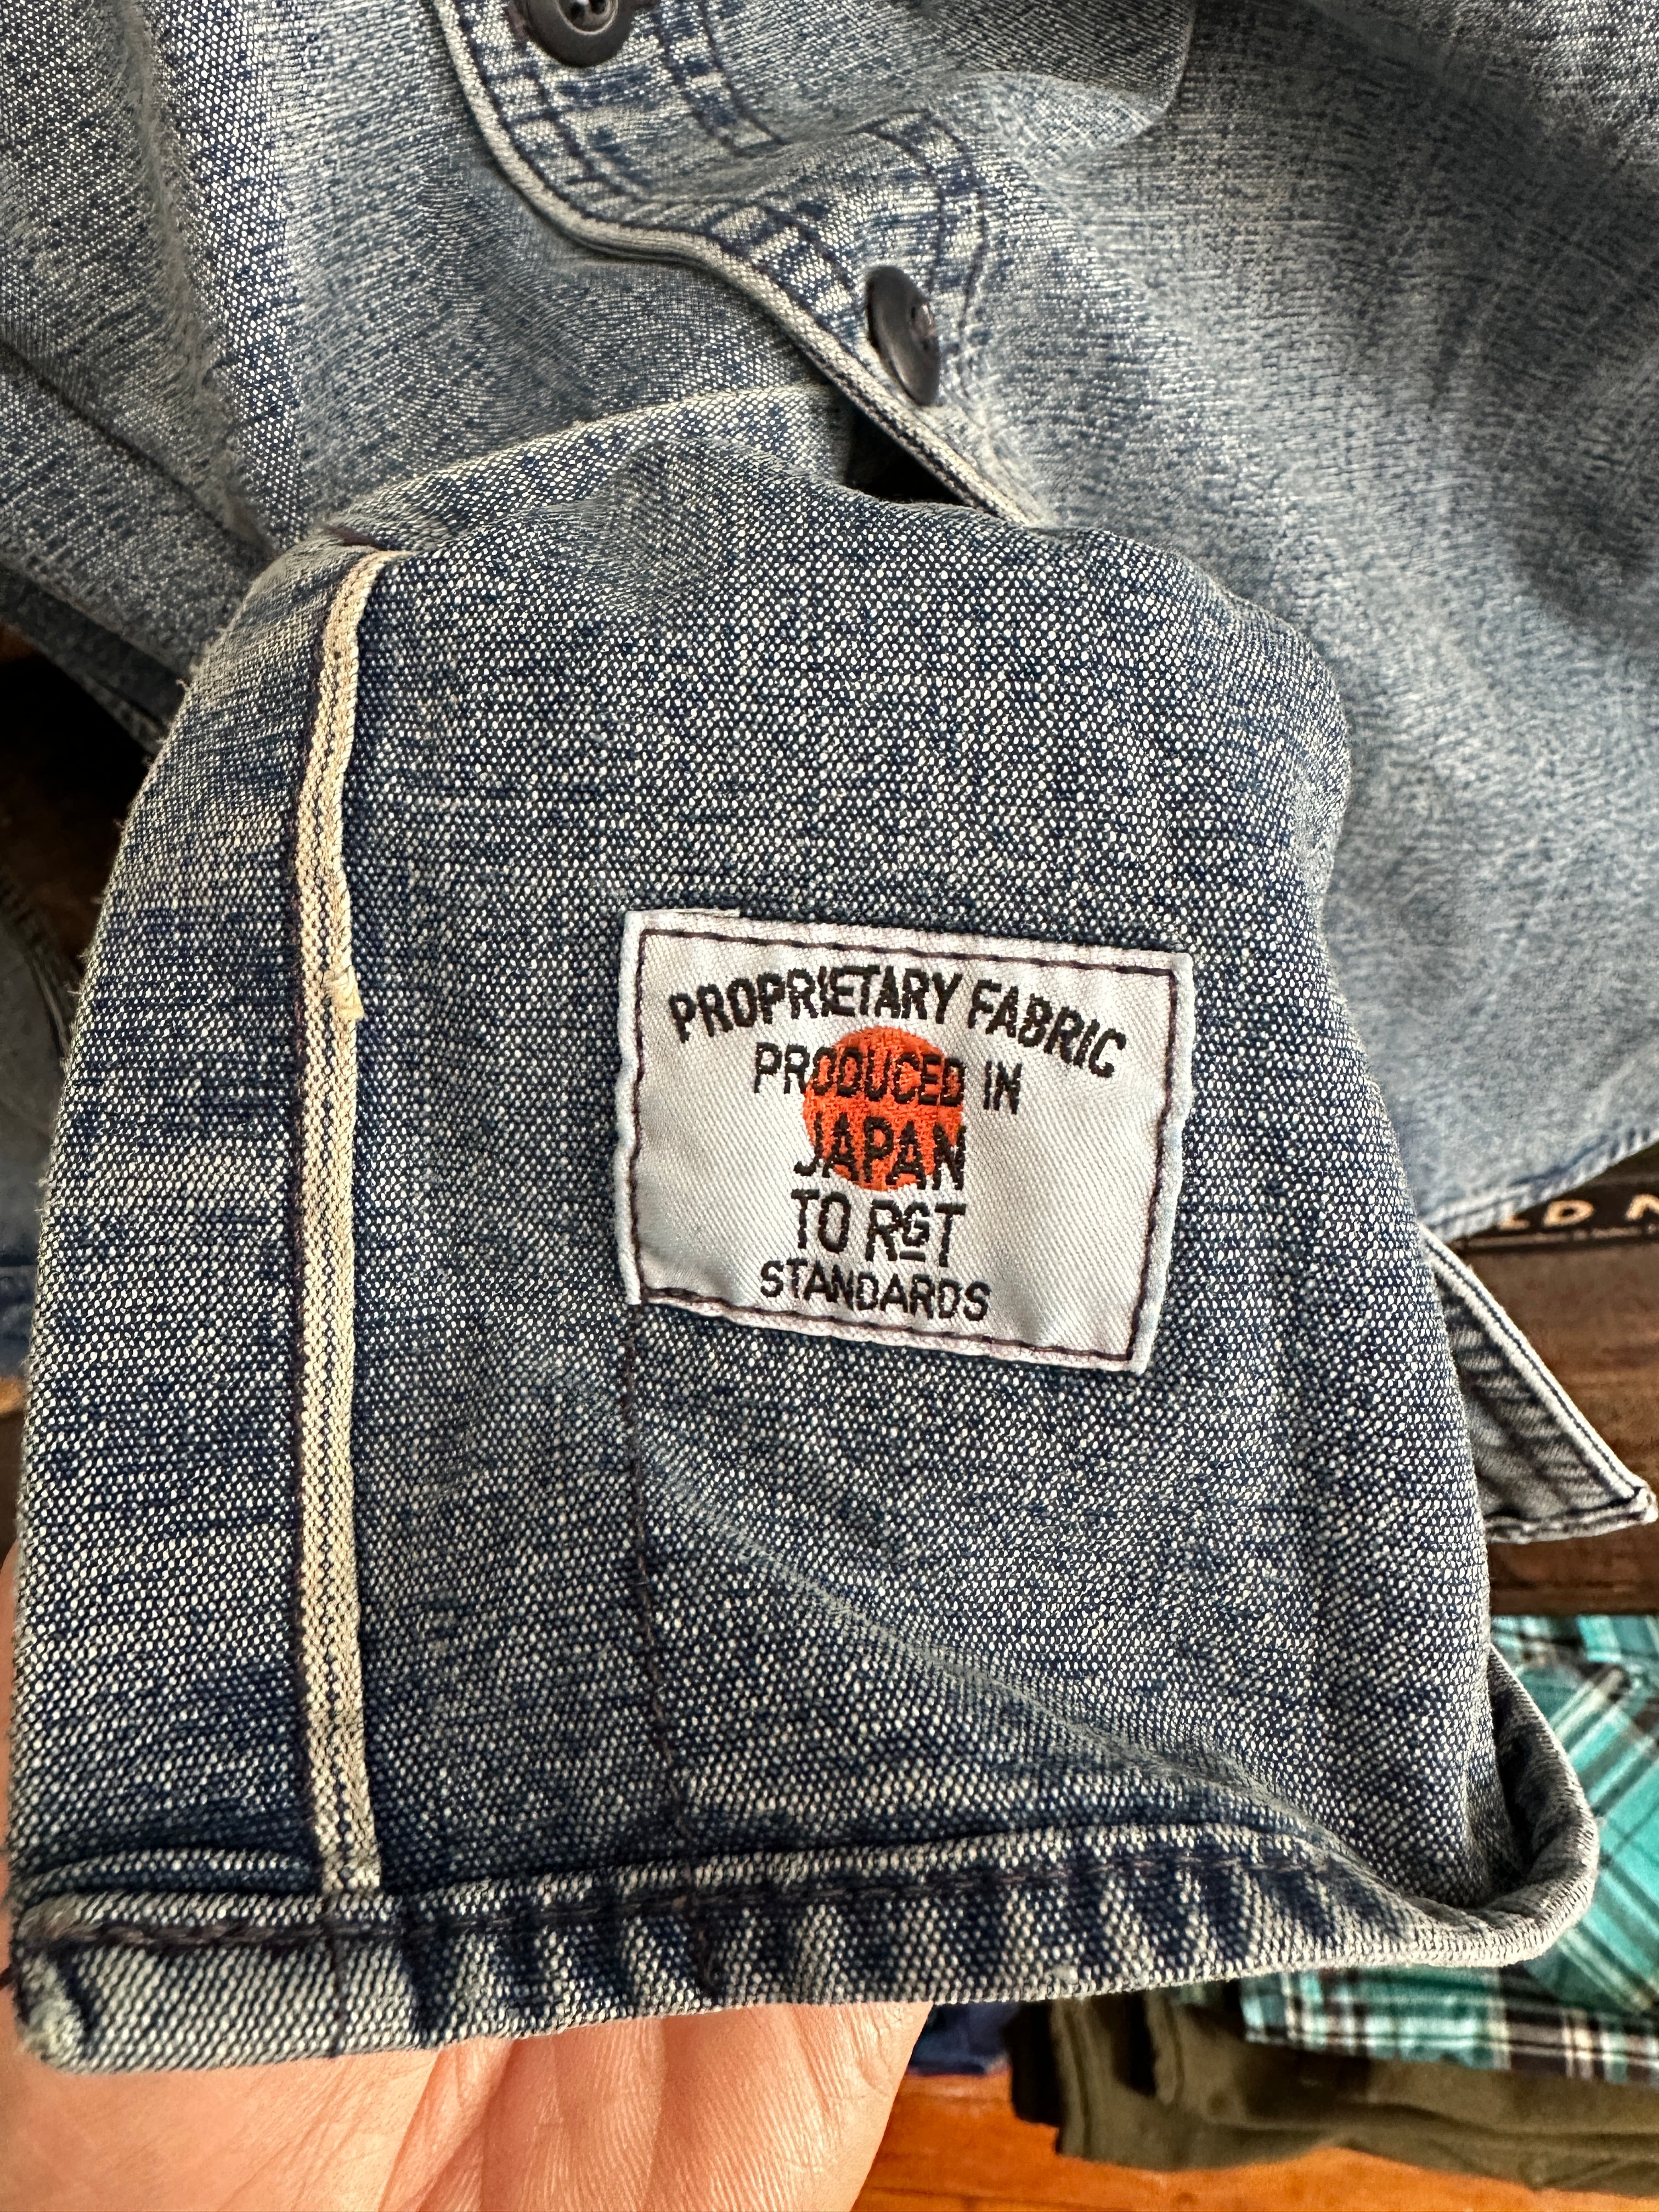 PROPRIETARY FABRIC
PRODUCED IN
JAPAN
TO RGT
STANDARDS